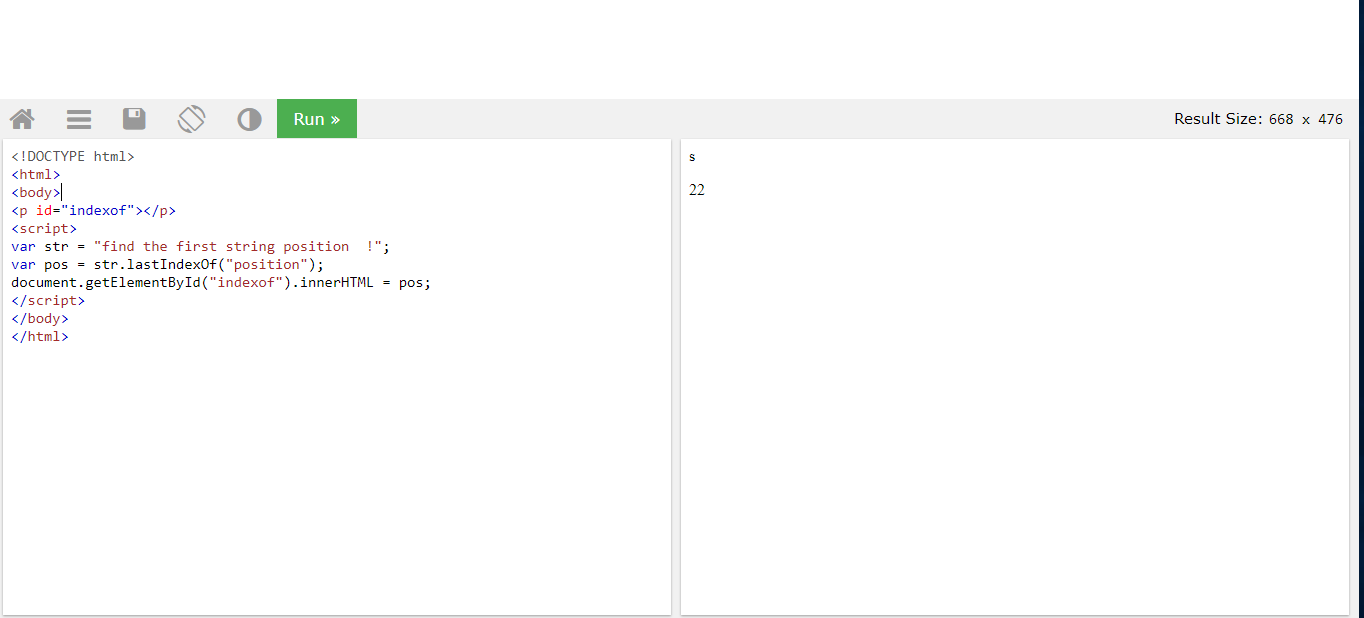 Run »
Result Size: 668 x 476
<!DOCTYPE html>
<html>
<body>
<p id="indexof"></p>
<script>
var str = "find the first string position  !";
var pos = str.lastIndexOf("position");
document.getElementById("indexof").innerHTML = pos;
</script>
</body>
</html>
s
22